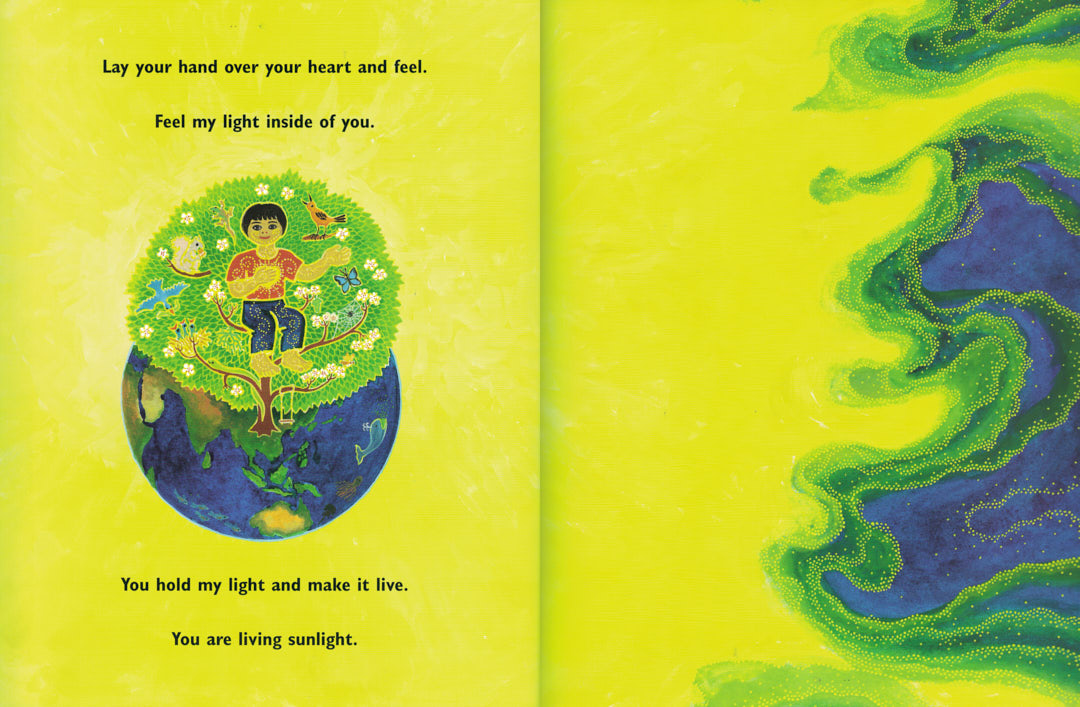 Lay your hand over your heart and feel.
Feel my light inside of you.
You hold my light and make it live.
You are living sunlight.